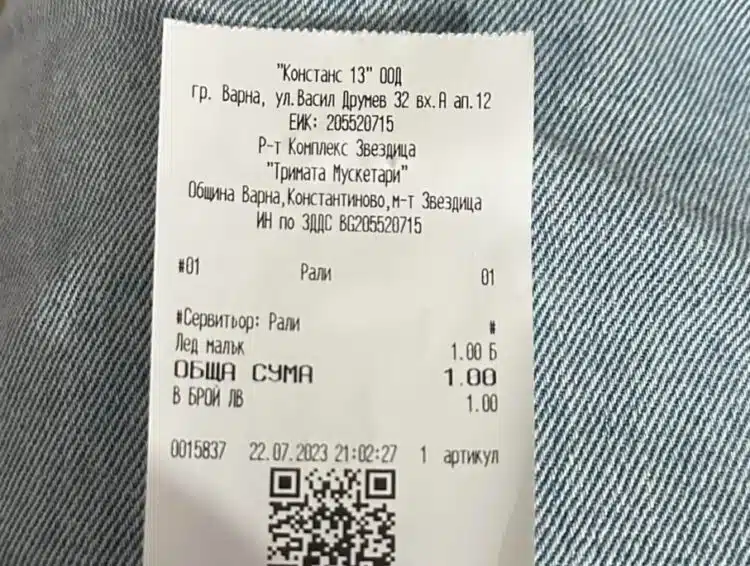 "Констанс 13" ООД
гр. Варна, ул.Васил Друмев 32 вх.А ап.12
ЕИК: 205520715
Р-т Комплекс Звездица
"Тримата Мускетари"
Община Варна,Константиново,м-т Звездица
ИН по ЗДДС BG205520715
#01 Рали 01
#Сервитьор: Рали #
Лед малък 1.00 Б
ОБЩА СУМА 1.00
В БРОЙ ЛВ 1.00
0015837 22.07.2023 21:02:27 1 артикул